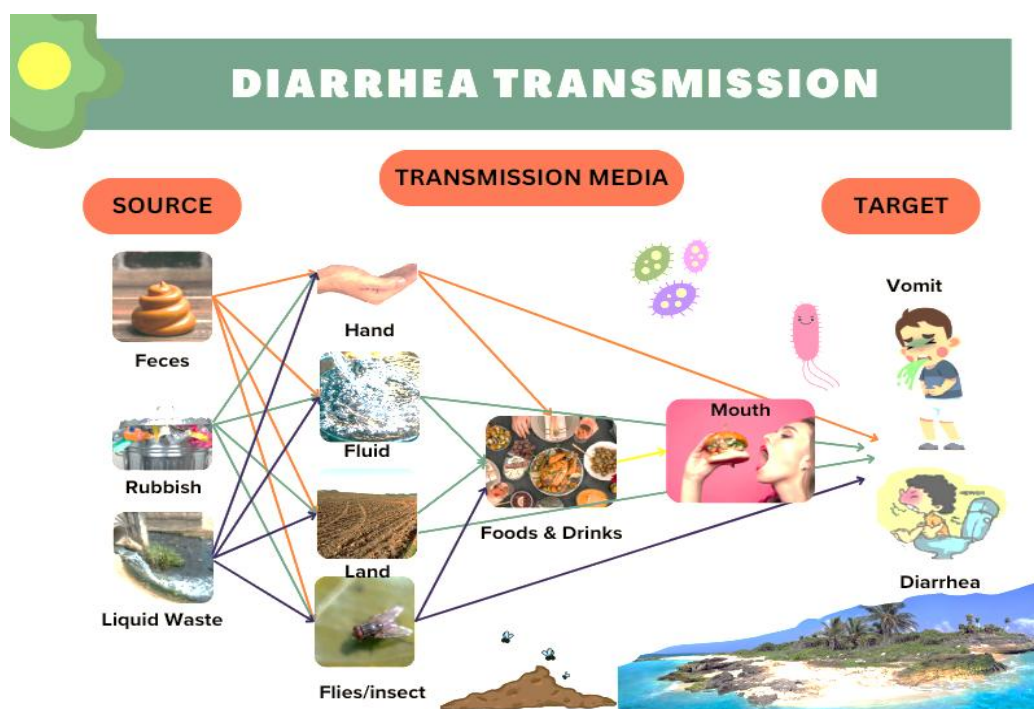 DIARRHEA TRANSMISSION
TRANSMISSION MEDIA
SOURCE
TARGET
Vomit
Hand
Feces
Mouth
Fluid
Rubbish
Foods & Drinks
Land
Diarrhea
Liquid Waste
Flies/insect